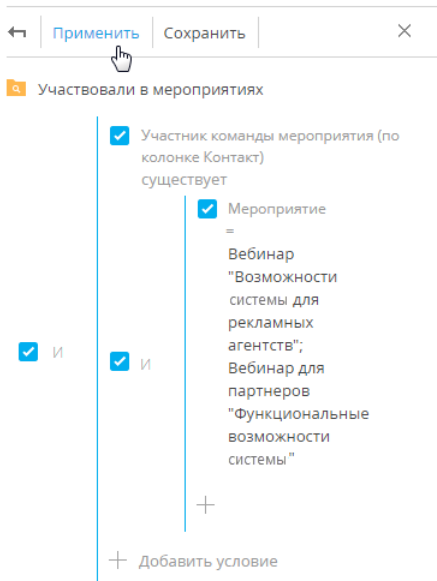 Применить Сохранить
Участвовали в мероприятиях
Участник команды мероприятия (по
колонке Контакт)
существует
Мероприятие
=
Вебинар
"Возможности
системы для
рекламных
агентств";
И И Вебинар для
партнеров
"Функциональные
возможности
системы"
Добавить условие